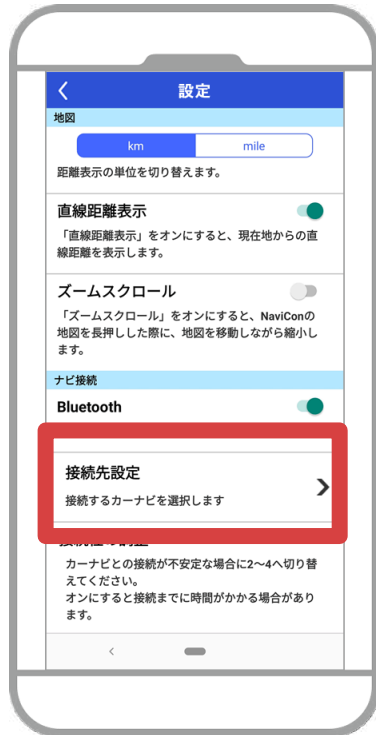 設定
地図
km mile
距離表示の単位を切り替えます。
直線距離表示
「直線距離表示」をオンにすると、現在地からの直
線距離を表示します。
ズームスクロール
「ズームスクロール」をオンにすると、NaviConの
地図を長押しした際に、地図を移動しながら縮小し
ます。
ナビ接続
Bluetooth
接続先設定
接続するカーナビを選択します
カーナビとの接続が不安定な場合に2〜4へ切り替
えてください。
オンにすると接続までに時間がかかる場合があり
ます。